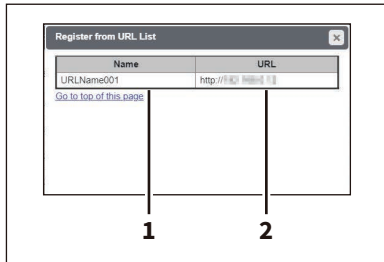 Register from URL List
Name URL
URLName001 http://
Go to top of this page
1 2